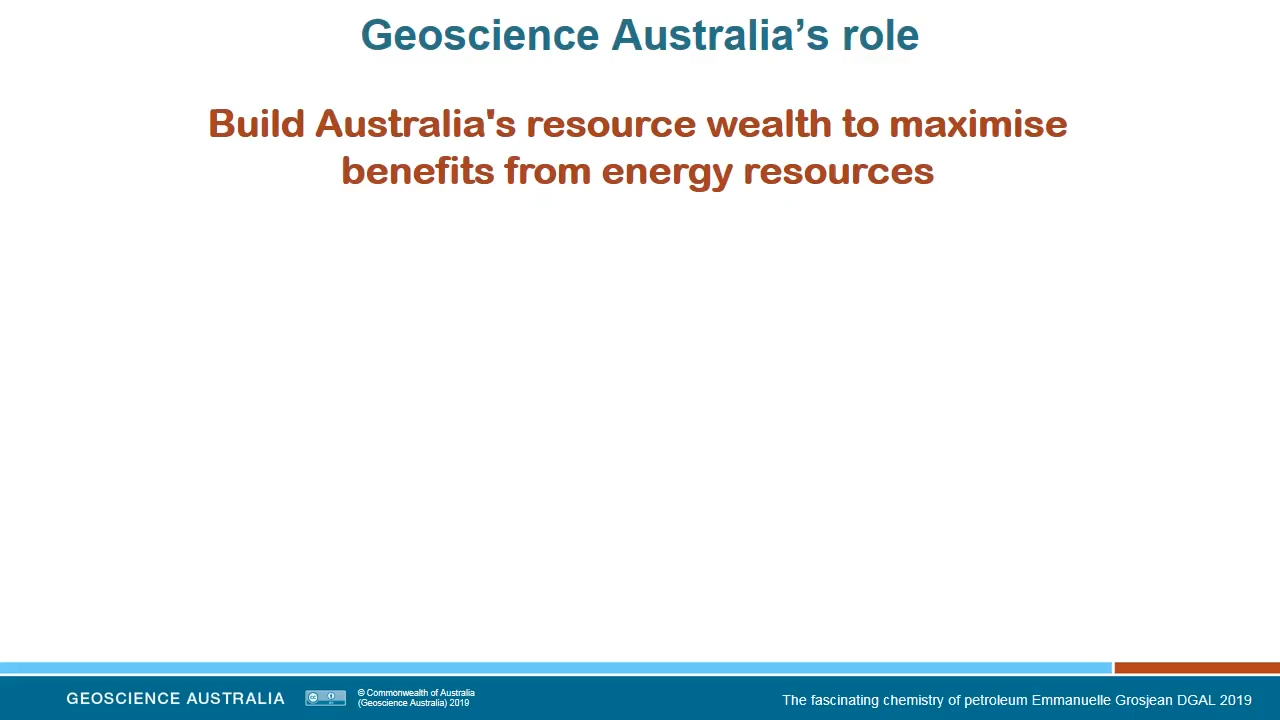 Geoscience Australia’s role
Build Australia's resource wealth to maximise
benefits from energy resources
GEOSCIENCE AUSTRALIA
© Commonwealth of Australia
(Geoscience Australia) 2019
The fascinating chemistry of petroleum Emmanuelle Grosjean DGAL 2019